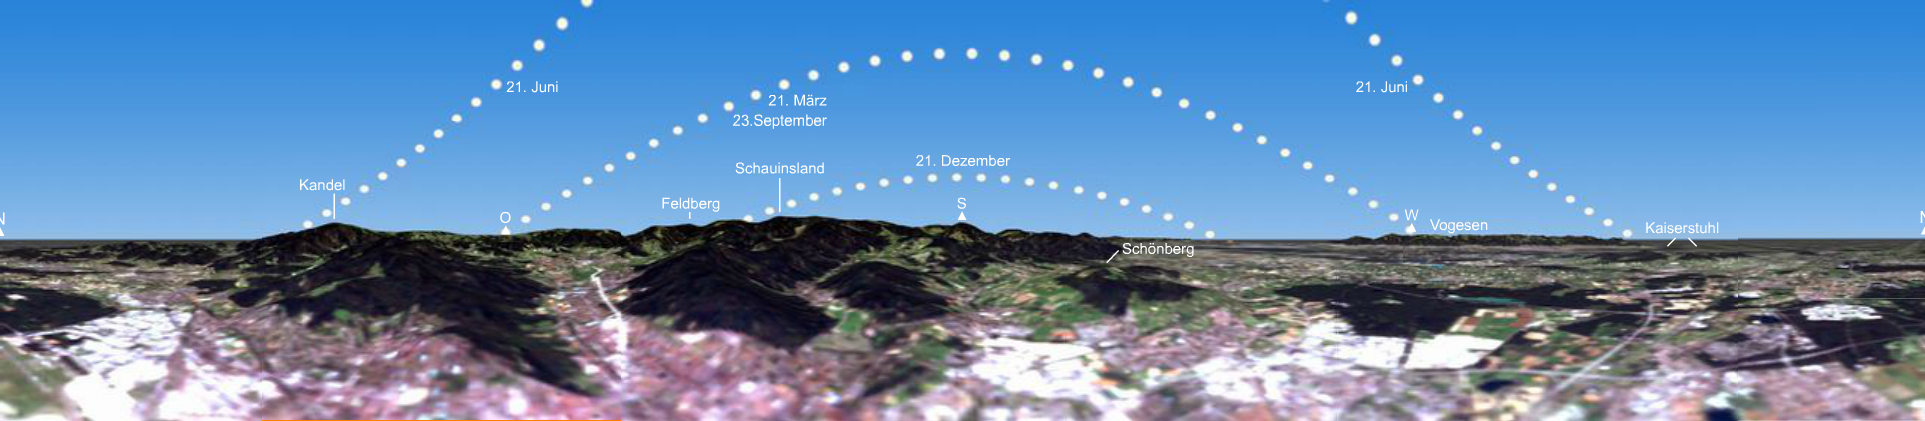 21. Juni
21. Juni
21. März
23.September
21. Dezember
Schauinsland
Kandel
Feldberg
S
N
O
W
N
Vogesen
Kaiserstuhl
Schönberg